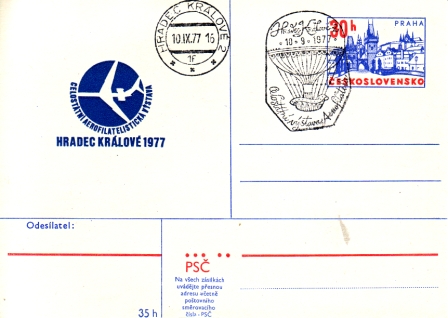 HRADEC KRÁLOVÉ 2
10.IX.77 16
1f
10-9-1977
30h
PRAHA
ČESKOSLOVENSKO
CELOSTÁTNÍ AEROFILATELISTICKÁ VÝSTAVA
HRADEC KRÁLOVÉ 1977
Odesílatel:
PSČ
Na všech zásilkách
uvádějte přesnou
adresu včetně
poštovního
směrovacího
čísla - PSČ
35 h